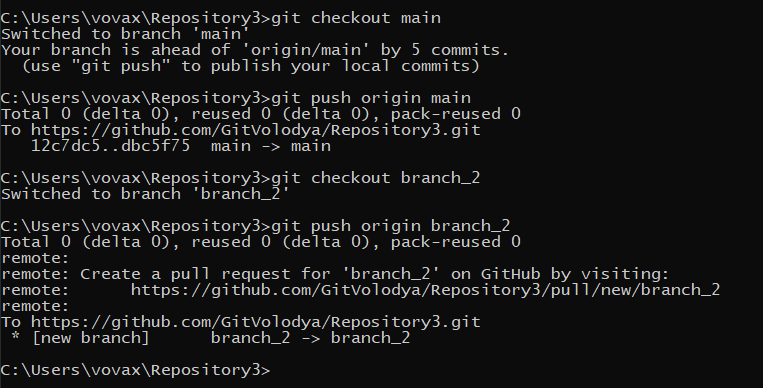 C:\Users\vovax\Repository3>git checkout main
Switched to branch 'main'
Your branch is ahead of 'origin/main' by 5 commits.
  (use "git push" to publish your local commits)
C:\Users\vovax\Repository3>git push origin main
Total 0 (delta 0), reused 0 (delta 0), pack-reused 0
To https://github.com/GitVolodya/Repository3.git
   12c7dc5..dbc5f75  main -> main
C:\Users\vovax\Repository3>git checkout branch_2
Switched to branch 'branch_2'
C:\Users\vovax\Repository3>git push origin branch_2
Total 0 (delta 0), reused 0 (delta 0), pack-reused 0
remote:
remote: Create a pull request for 'branch_2' on GitHub by visiting:
remote:      https://github.com/GitVolodya/Repository3/pull/new/branch_2
remote:
To https://github.com/GitVolodya/Repository3.git
 * [new branch]      branch_2 -> branch_2
C:\Users\vovax\Repository3>